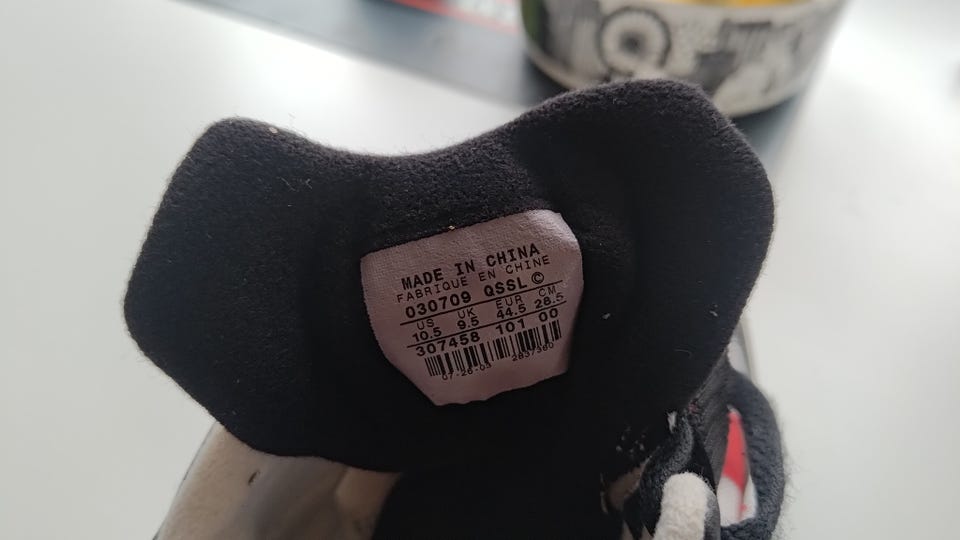 MADE IN CHINA
FABRIQUE EN CHINE
030709 QSSL ©
US UK EUR CM
10.5 9.5 44.5 28.5
307458 101 00
07-26-03 2837380